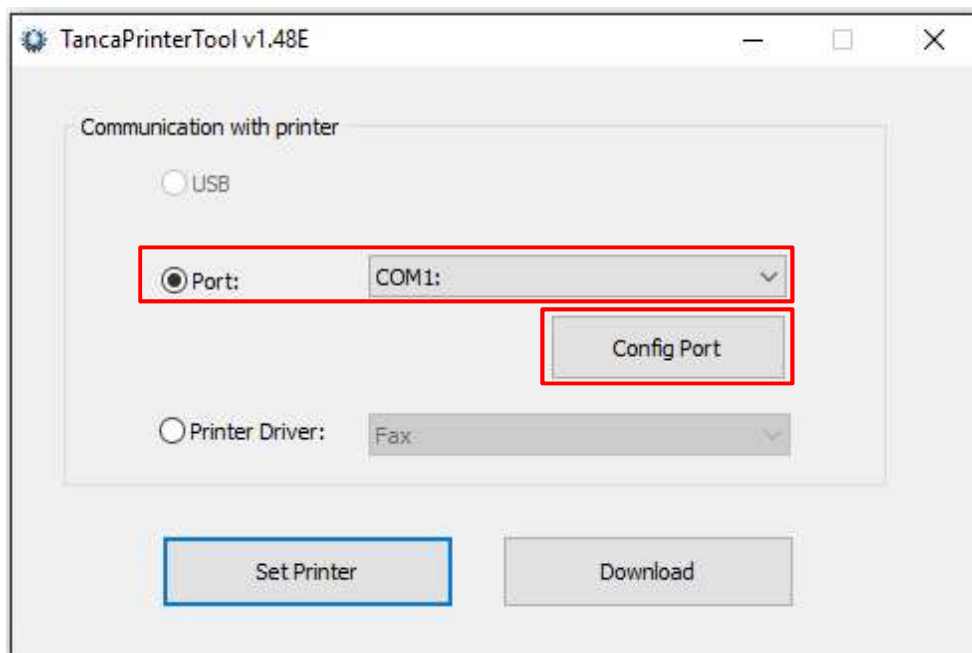 TancaPrinterTool v1.48E
Communication with printer
USB
Port: COM1:
Config Port
Printer Driver: Fax
Set Printer Download